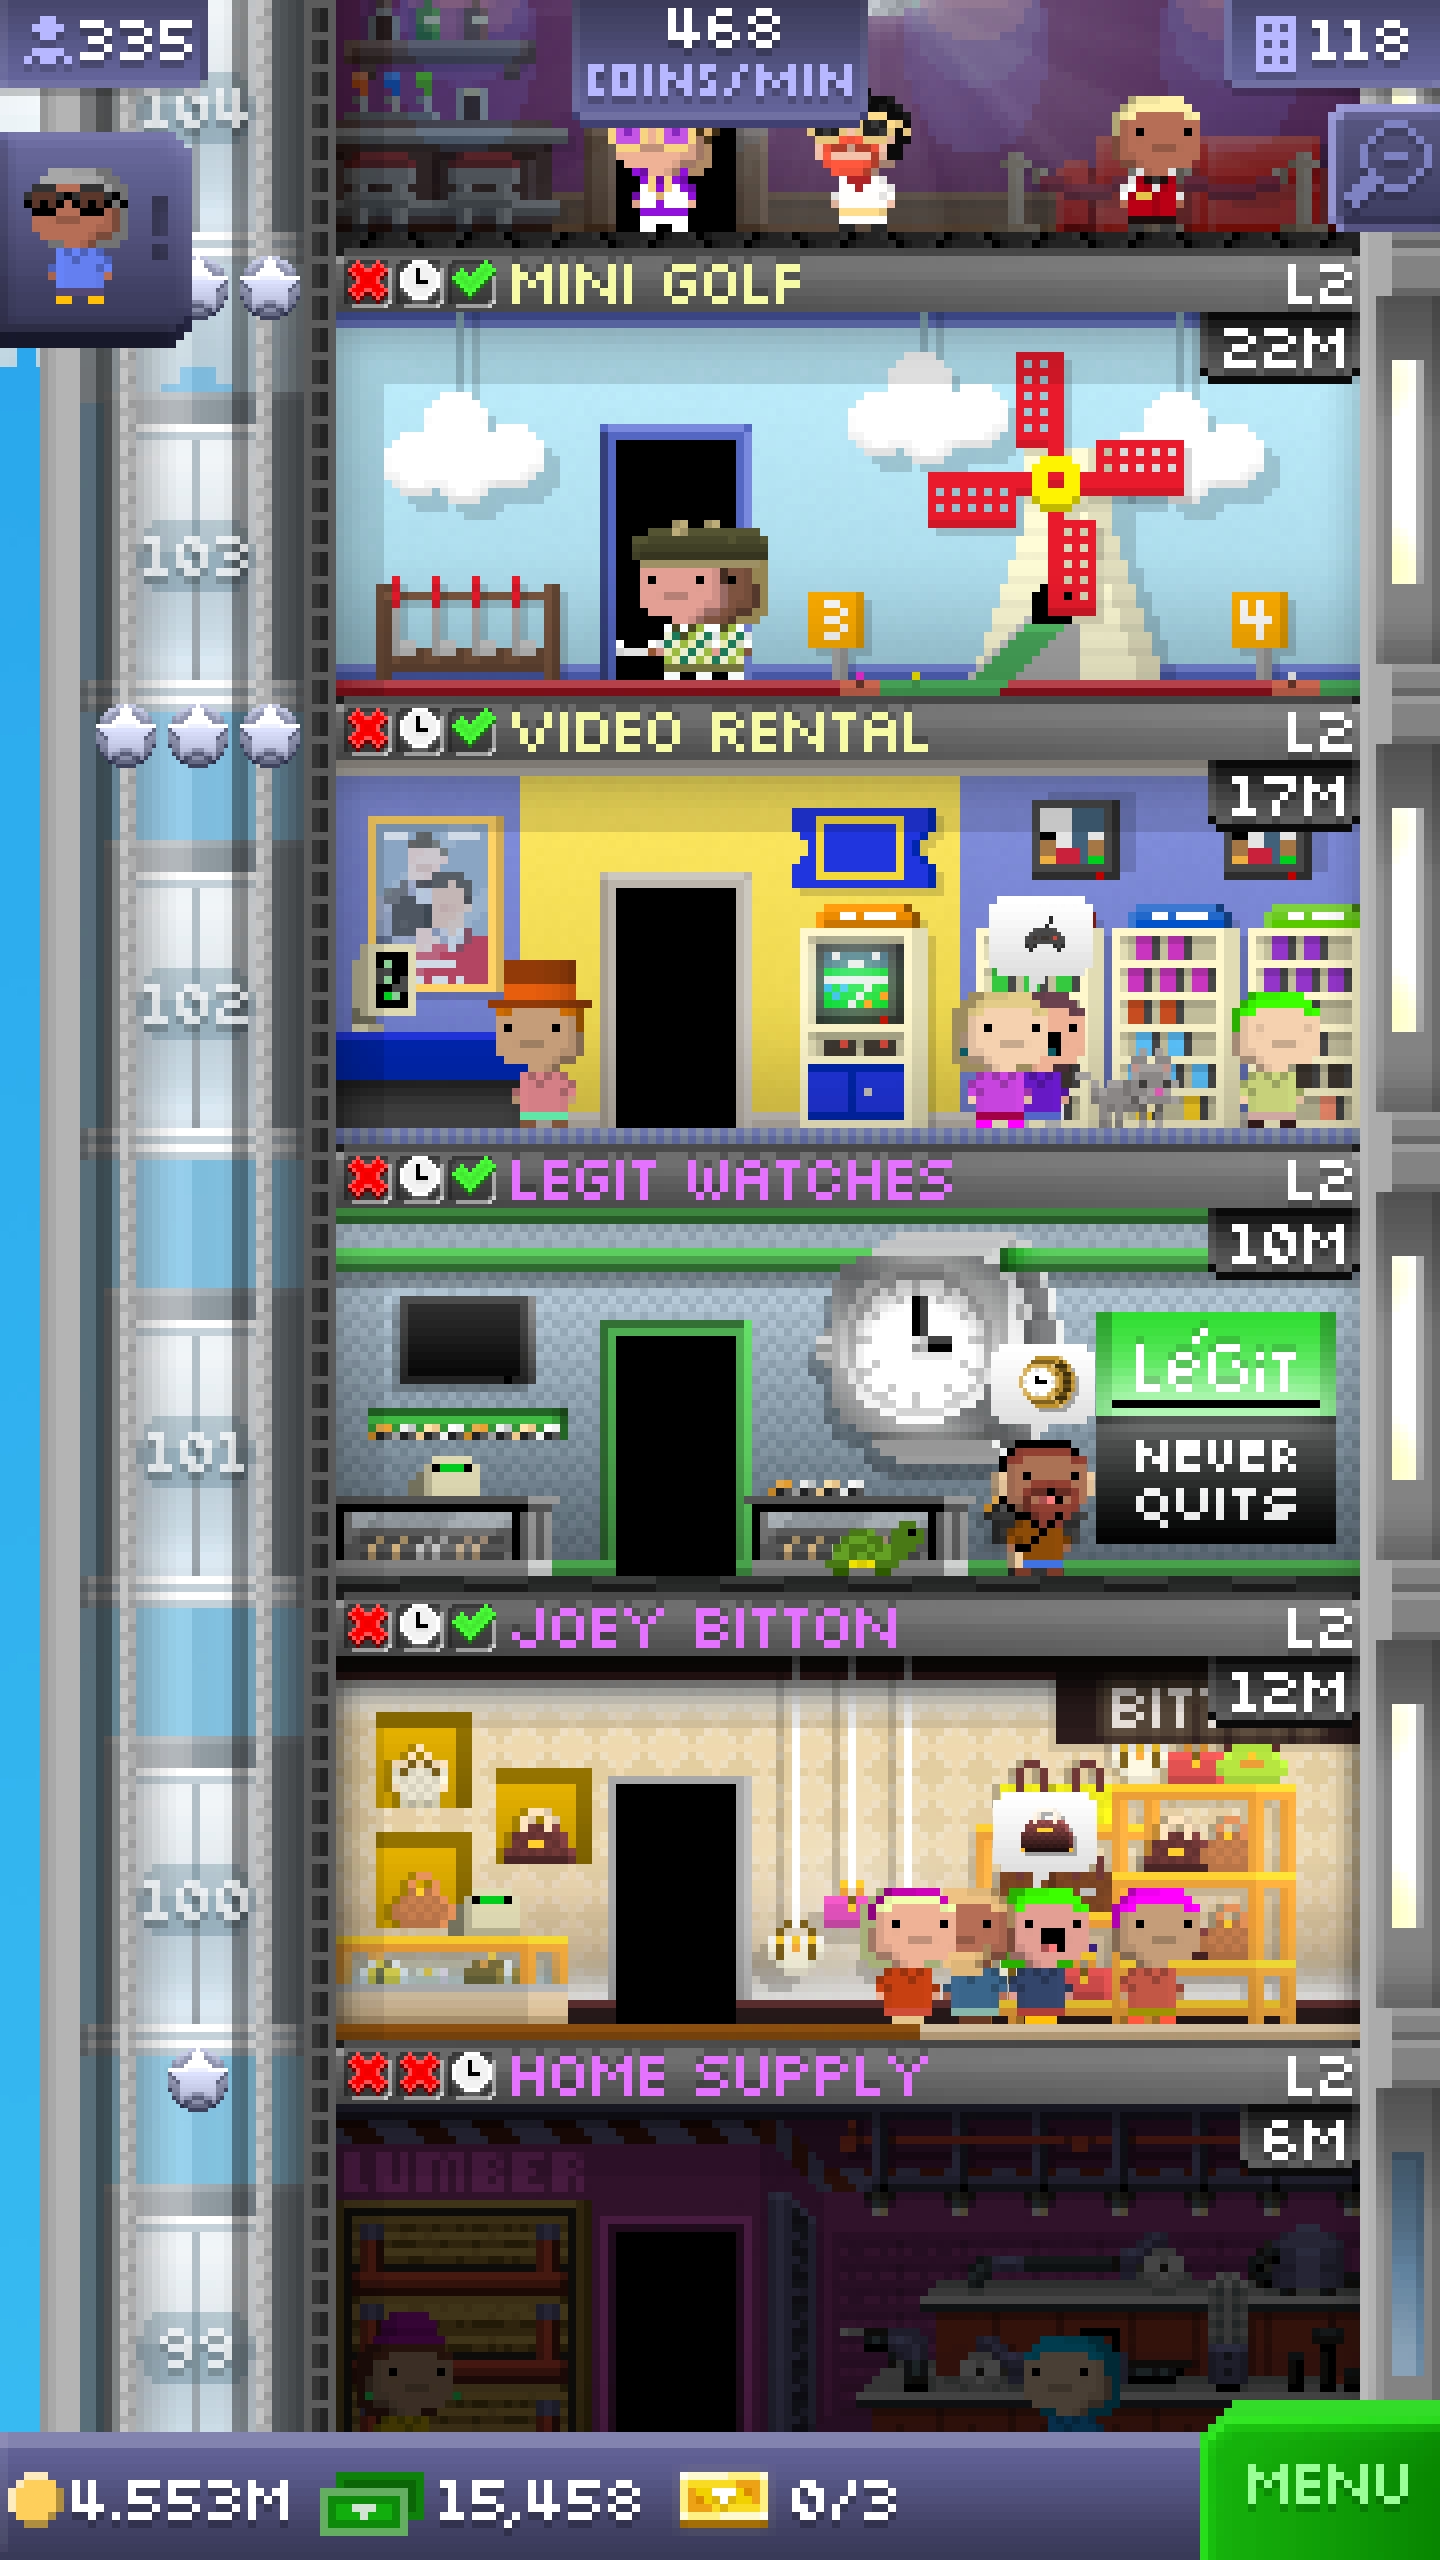 335
468
COINS/MIN
118
104
MINI GOLF
L2
22M
103
3
4
VIDEO RENTAL
L2
17M
102
LEGIT WATCHES
L2
10M
LéGiT
NEVER
QUITS
101
JOEY BITTON
L2
12M
BIT
100
HOME SUPPLY
L2
6M
LUMBER
99
4.553M
15,458
0/3
MENU